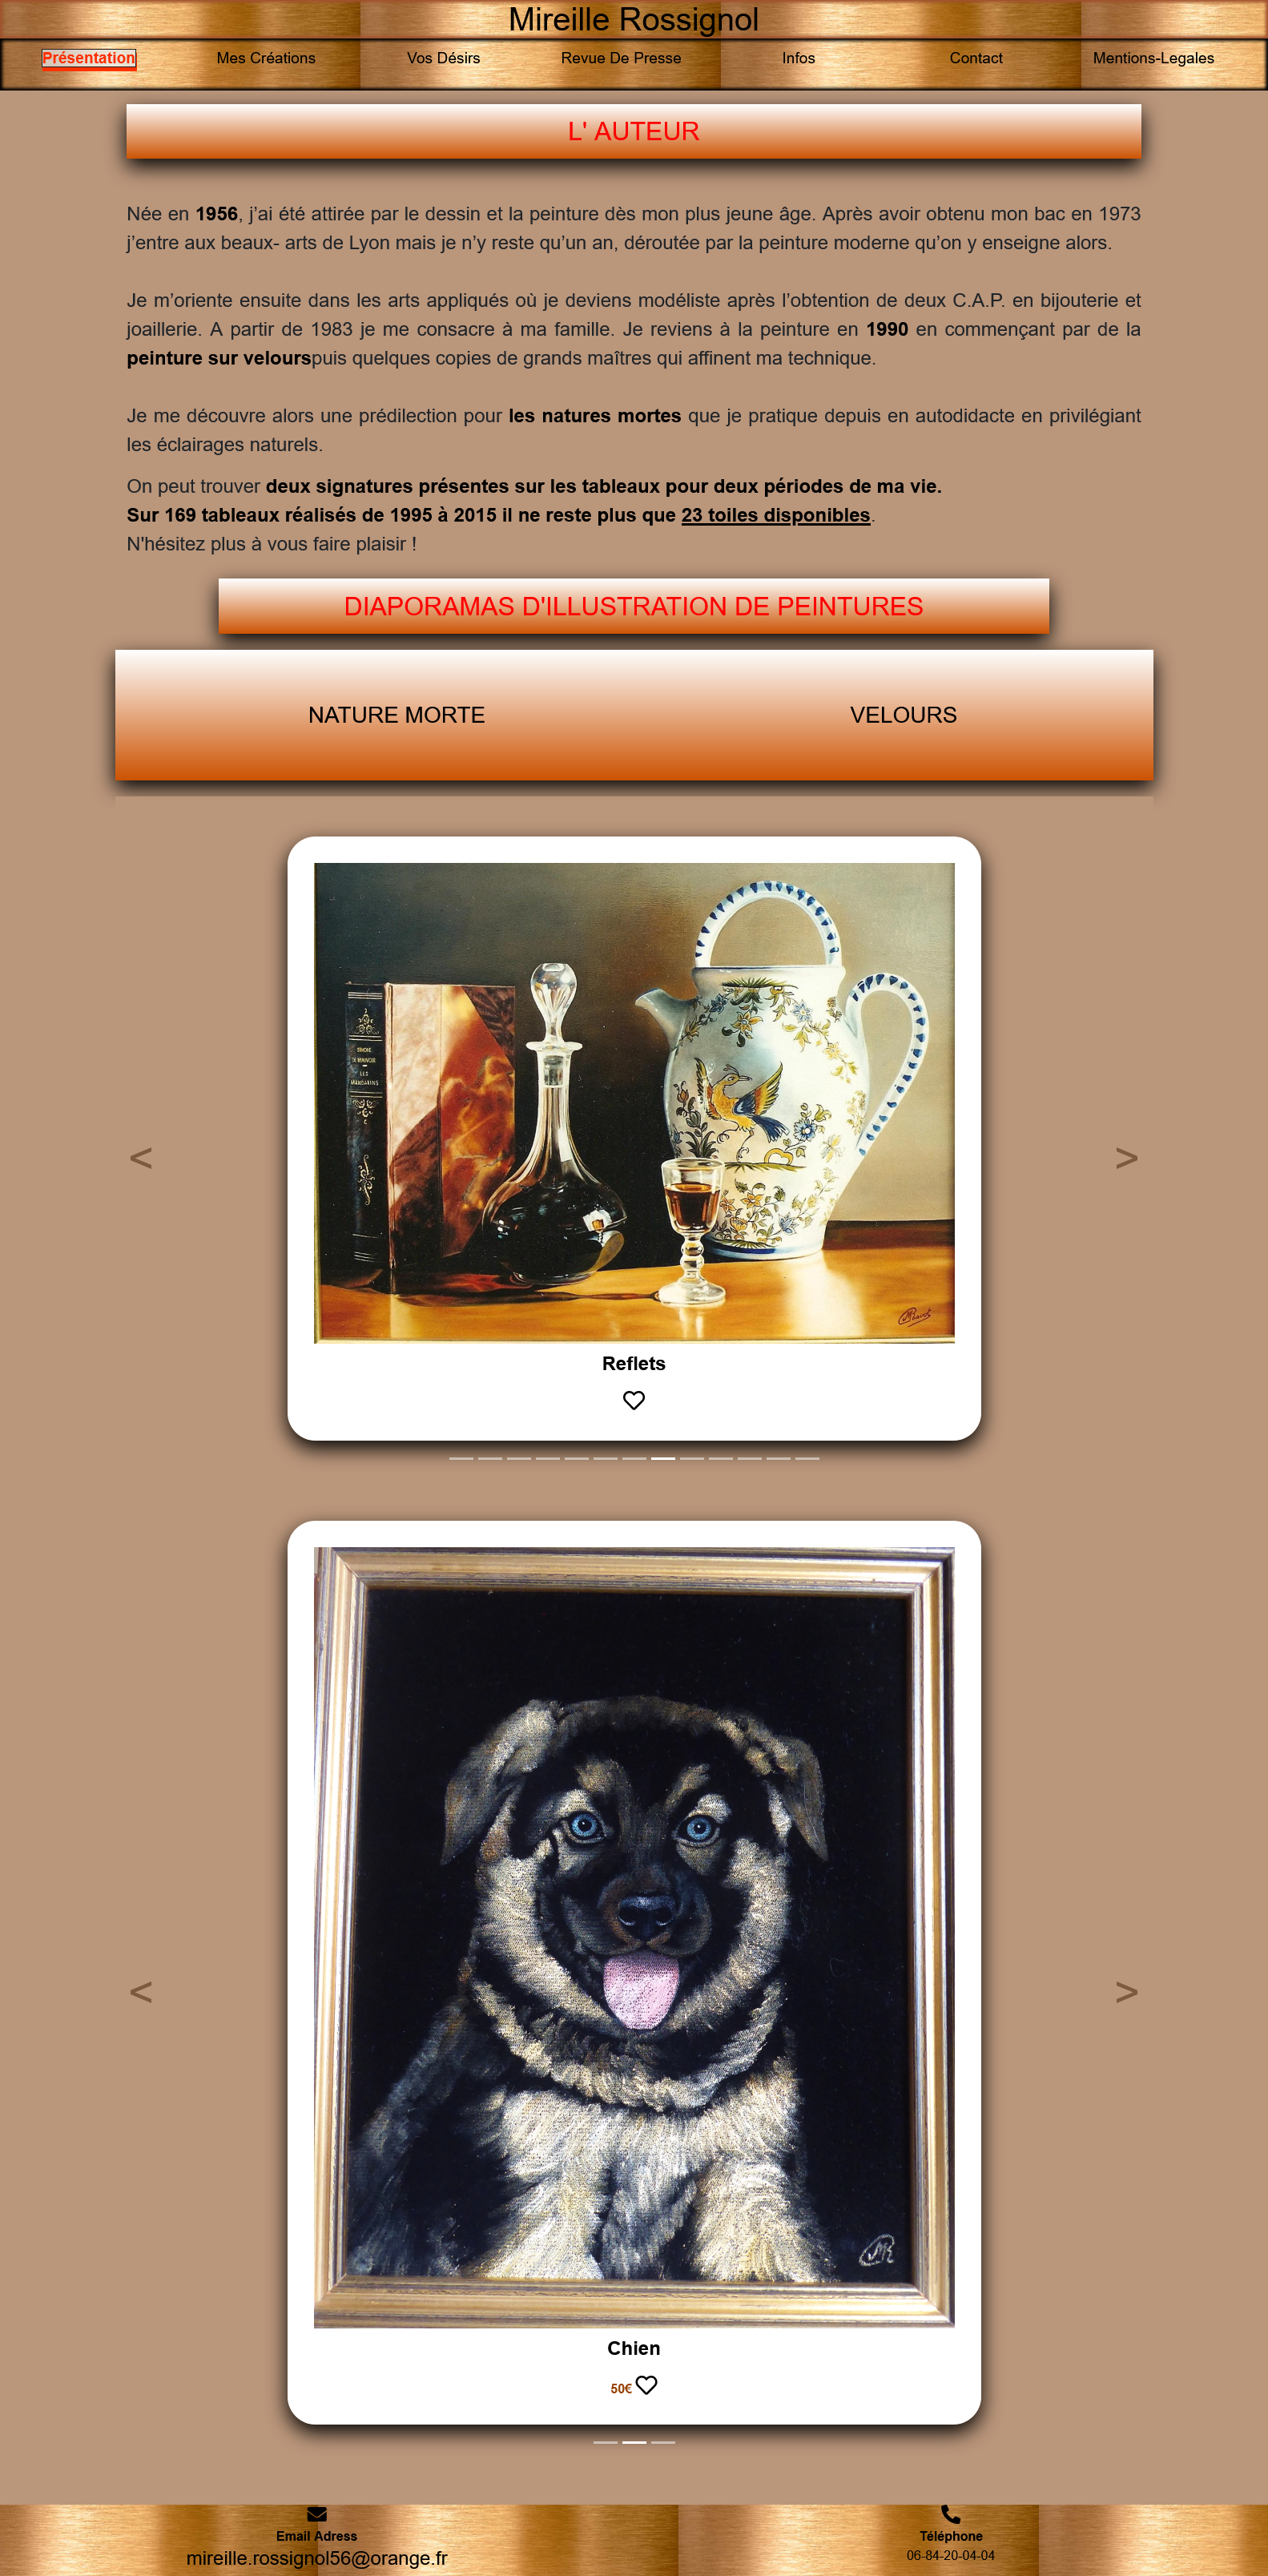 Mireille Rossignol
Présentation Mes Créations Vos Désirs Revue De Presse Infos Contact Mentions-Legales
L' AUTEUR
Née en 1956, j’ai été attirée par le dessin et la peinture dès mon plus jeune âge. Après avoir obtenu mon bac en 1973
j’entre aux beaux- arts de Lyon mais je n’y reste qu’un an, déroutée par la peinture moderne qu’on y enseigne alors.
Je m’oriente ensuite dans les arts appliqués où je deviens modéliste après l’obtention de deux C.A.P. en bijouterie et
joaillerie. A partir de 1983 je me consacre à ma famille. Je reviens à la peinture en 1990 en commençant par de la
peinture sur velourspuis quelques copies de grands maîtres qui affinent ma technique.
Je me découvre alors une prédilection pour les natures mortes que je pratique depuis en autodidacte en privilégiant
les éclairages naturels.
On peut trouver deux signatures présentes sur les tableaux pour deux périodes de ma vie.
Sur 169 tableaux réalisés de 1995 à 2015 il ne reste plus que 23 toiles disponibles.
N'hésitez plus à vous faire plaisir !
DIAPORAMAS D'ILLUSTRATION DE PEINTURES
NATURE MORTE VELOURS
LES
MANDARINS
< >
Reflets
< >
Chien
50€
Email Adress
mireille.rossignol56@orange.fr
Téléphone
06-84-20-04-04